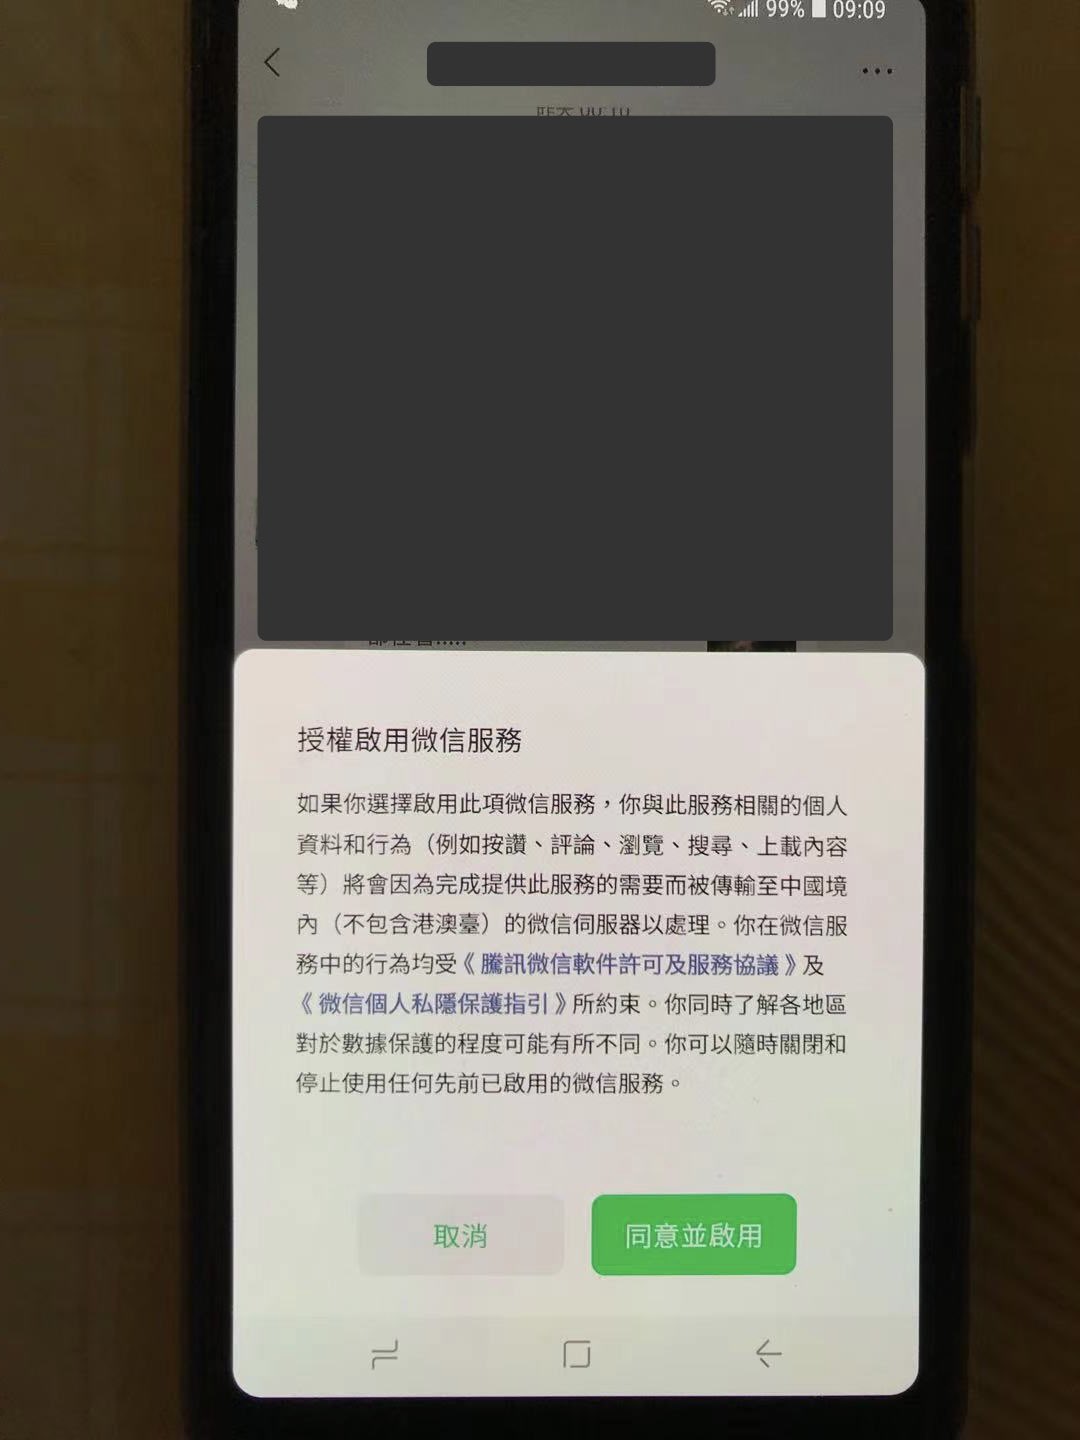 99% 09:09
授權啟用微信服務
如果你選擇啟用此項微信服務，你與此服務相關的個人
資料和行為（例如按讚、評論、瀏覽、搜尋、上載內容
等）將會因為完成提供此服務的需要而被傳輸至中國境
內（不包含港澳臺）的微信伺服器以處理。你在微信服
務中的行為均受《騰訊微信軟件許可及服務協議》及
《微信個人私隱保護指引》所約束。你同時了解各地區
對於數據保護的程度可能有所不同。你可以隨時關閉和
停止使用任何先前已啟用的微信服務。
取消
同意並啟用